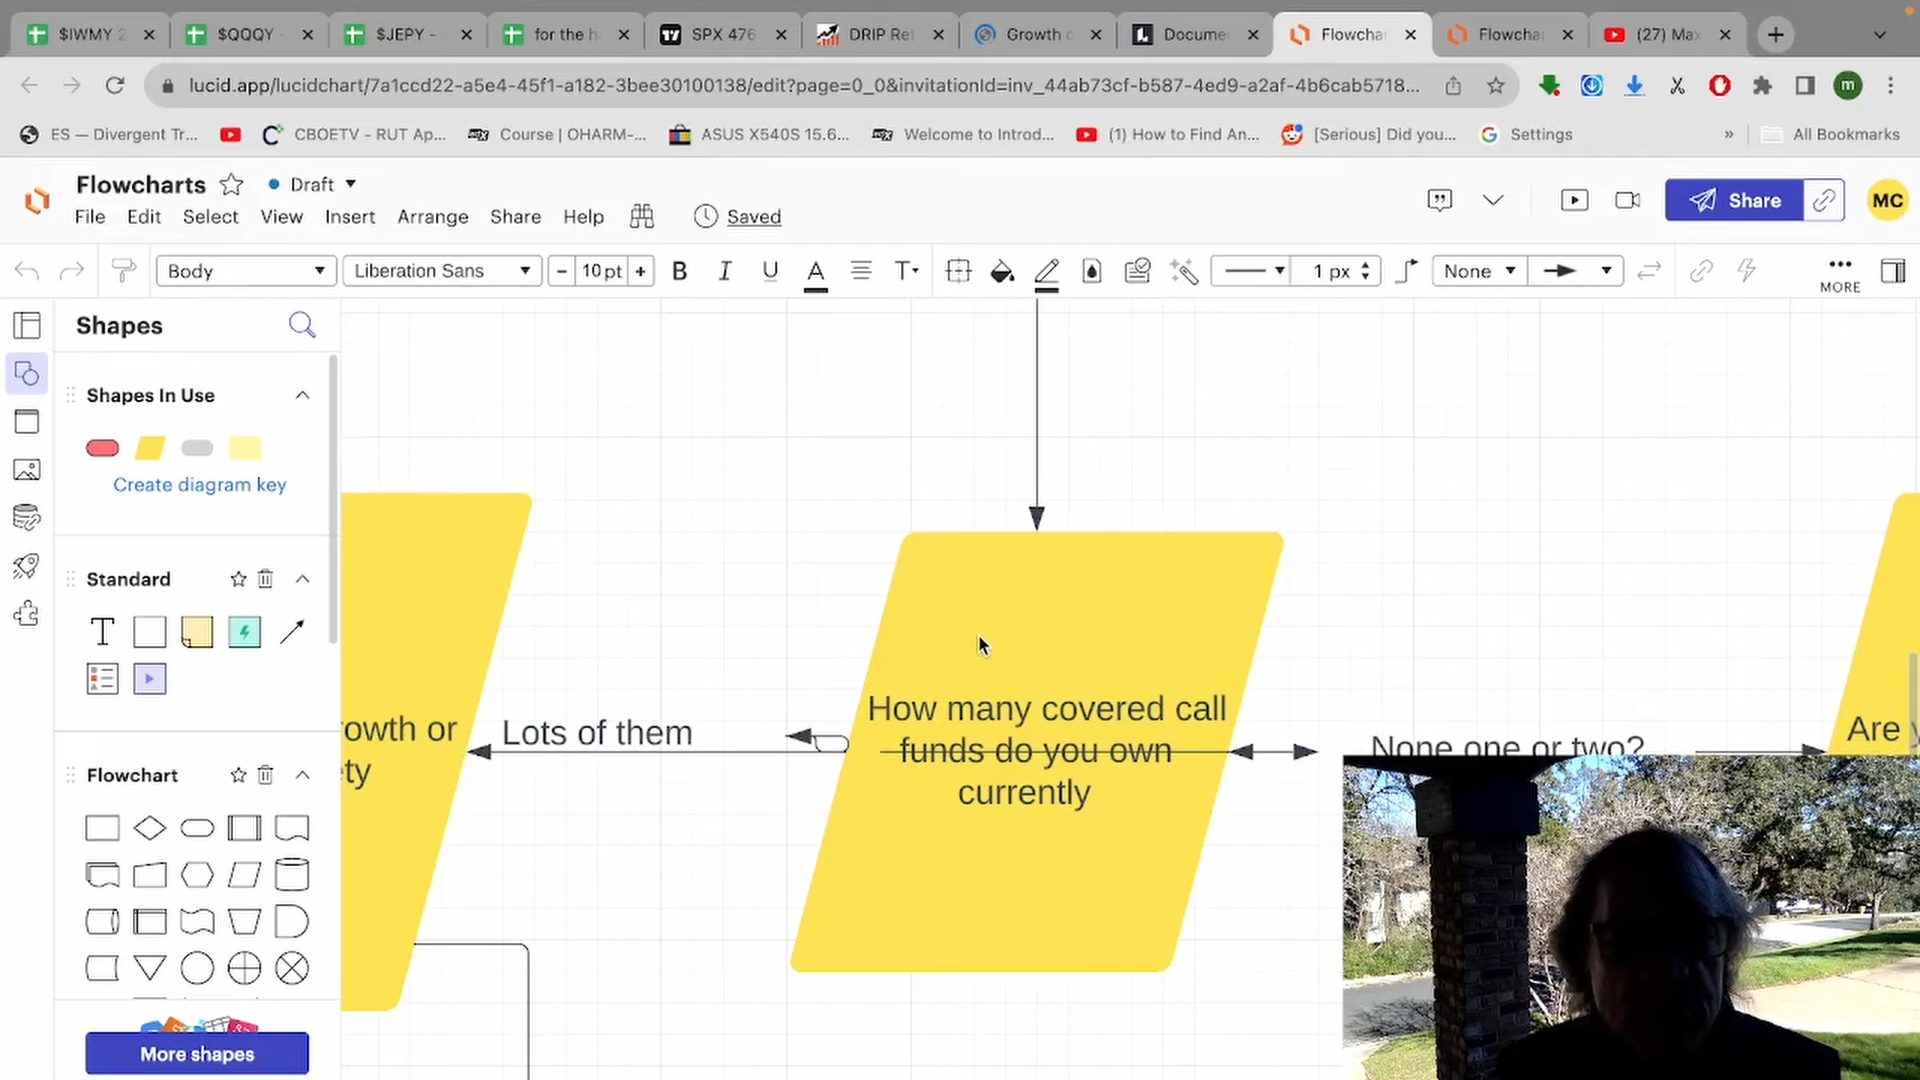 $IWMY 2
$QQQY -
$JEPY -
for the h
SPX 476
DRIP Re
Growth
Docume
Flowcha
Flowcha
(27) Ma
lucid.app/lucidchart/7a1ccd22-a5e4-45f1-a182-3bee30100138/edit?page=0_0&invitationId=inv_44ab73cf-b587-4ed9-a2af-4b6cab5718...
m
ES — Divergent Tr...
CBOETV - RUT Ap...
Course | OHARM-...
ASUS X540S 15.6...
Welcome to Introd...
(1) How to Find An...
[Serious] Did you...
Settings
»
All Bookmarks
Flowcharts
Draft
File
Edit
Select
View
Insert
Arrange
Share
Help
Saved
Share
MC
Body
Liberation Sans
10 pt
B
I
U
A
T
1 px
None
MORE
Shapes
Shapes In Use
Create diagram key
Standard
T
Flowchart
More shapes
rowth or
ety
Lots of them
How many covered call
funds do you own
currently
None one or two?
Are y